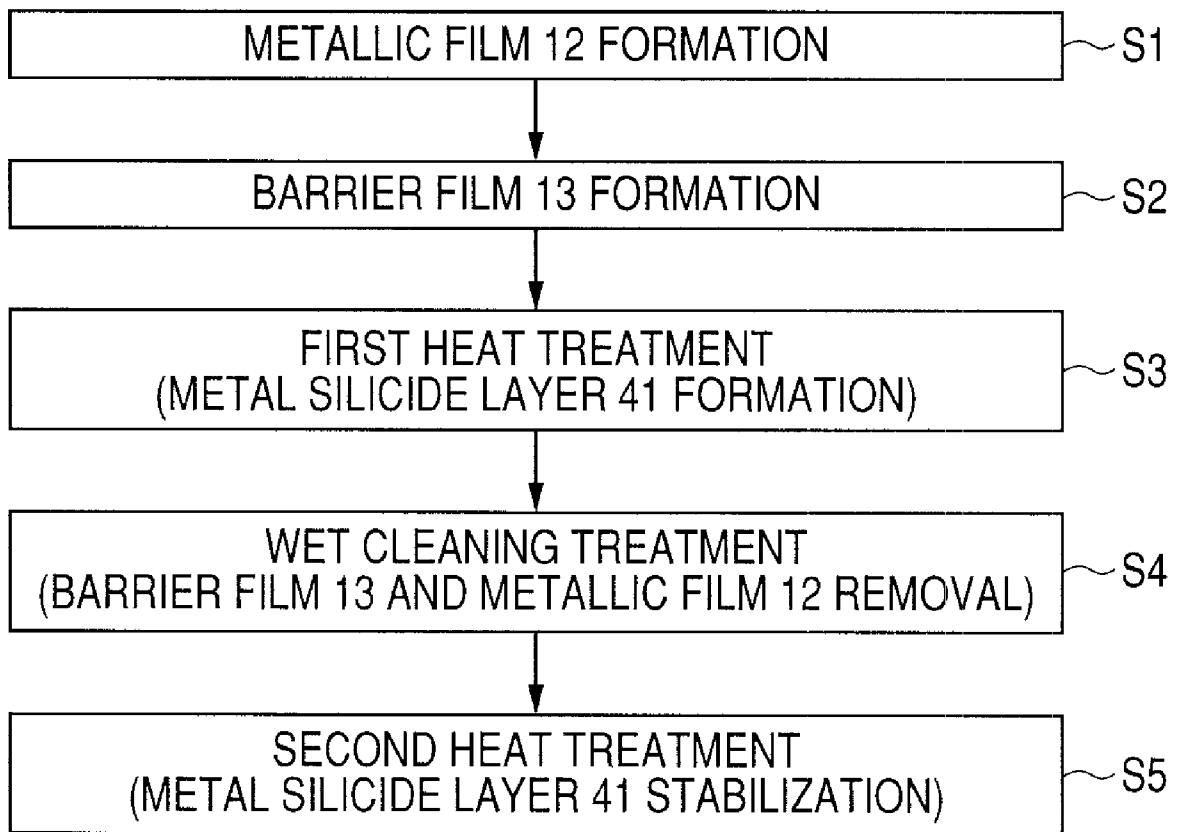 METALLIC FILM 12 FORMATION
S1
BARRIER FILM 13 FORMATION
S2
FIRST HEAT TREATMENT
(METAL SILICIDE LAYER 41 FORMATION)
S3
WET CLEANING TREATMENT
(BARRIER FILM 13 AND METALLIC FILM 12 REMOVAL)
S4
SECOND HEAT TREATMENT
(METAL SILICIDE LAYER 41 STABILIZATION)
S5